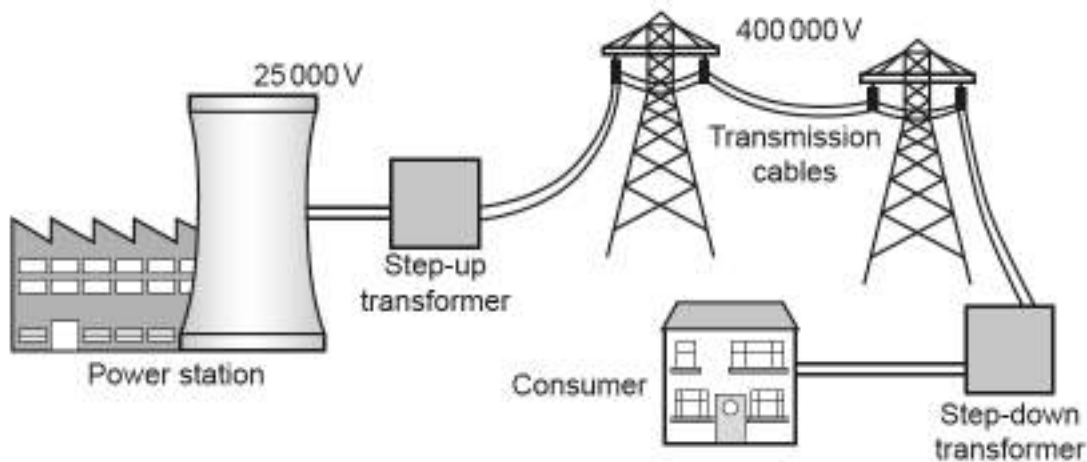 25 000 V
400 000 V
Transmission
cables
Step-up
transformer
Power station
Consumer
Step-down
transformer